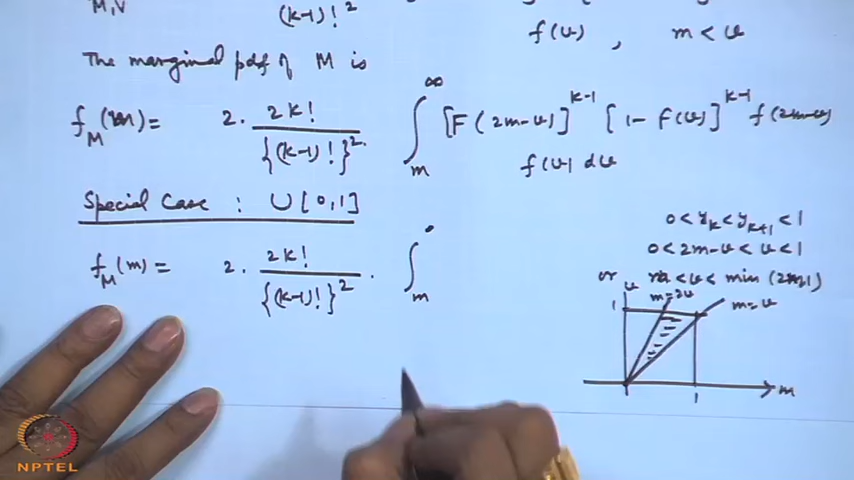 M,V {(k-1)!}²
f(v) , m < v
The marginal pdf of M is
f_M(m) = 2. 2k! / {(k-1)!}². ∫_m^∞ [F(2m-v)]^{k-1} [1-F(v)]^{k-1} f(2m-v)
f(v) dv
Special Case : U[0,1]
0<y_k<y_{k+1}<1
0<2m-v<v<1
f_M(m) = 2. 2k! / {(k-1)!}². ∫_m
or m<v<min(2m,1)
v m=2v
1 m=v
m
1
NPTEL